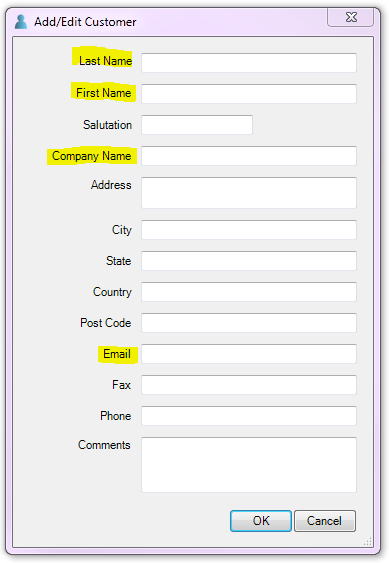 Add/Edit Customer
Last Name
First Name
Salutation
Company Name
Address
City
State
Country
Post Code
Email
Fax
Phone
Comments
OK Cancel